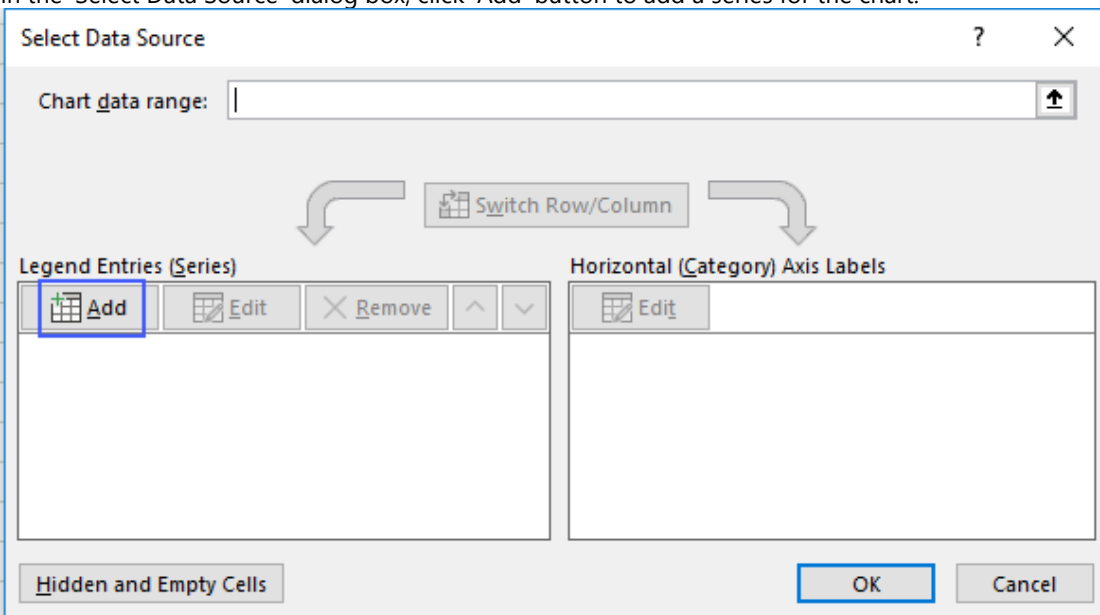 in the 'Select Data Source' dialog box, click 'Add' button to add a series for the chart.
Select Data Source ? ×
Chart data range:
Switch Row/Column
Legend Entries (Series) Horizontal (Category) Axis Labels
Add Edit Remove Edit
Hidden and Empty Cells OK Cancel